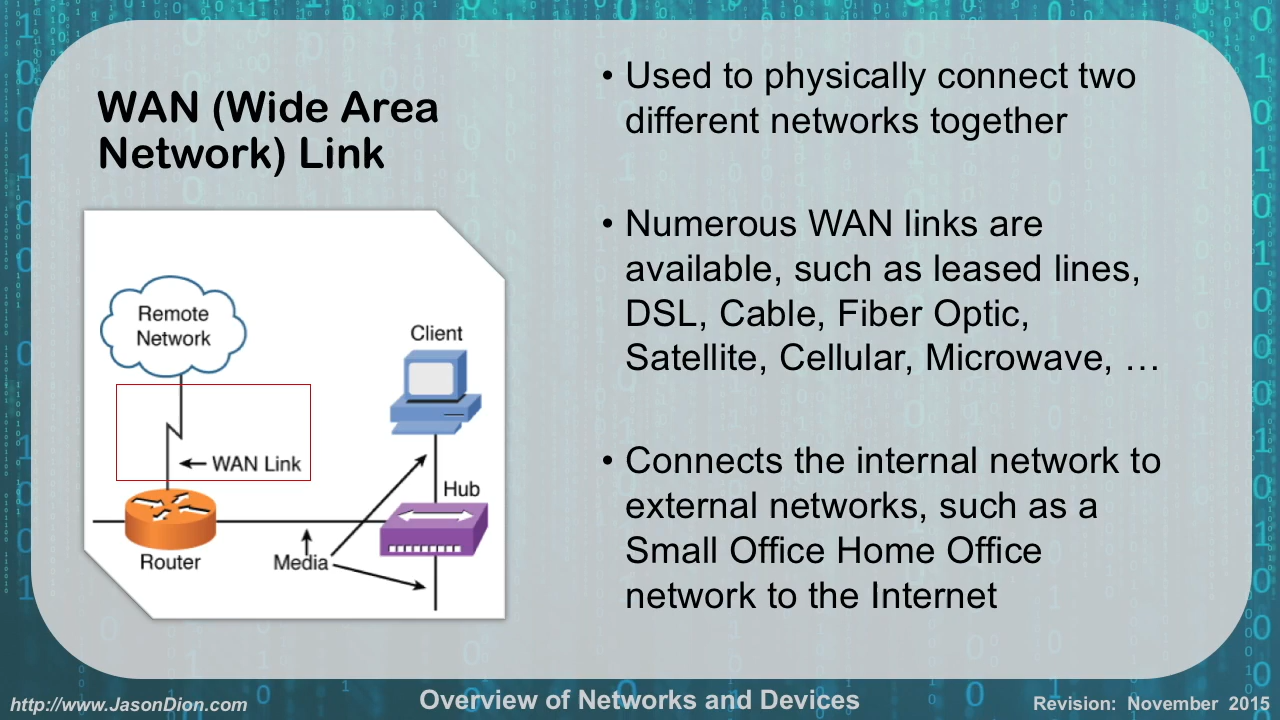 WAN (Wide Area
Network) Link
Remote
Network
WAN Link
Router
Media
Client
Hub
• Used to physically connect two
different networks together
• Numerous WAN links are
available, such as leased lines,
DSL, Cable, Fiber Optic,
Satellite, Cellular, Microwave, …
• Connects the internal network to
external networks, such as a
Small Office Home Office
network to the Internet
http://www.JasonDion.com
Overview of Networks and Devices
Revision: November 2015